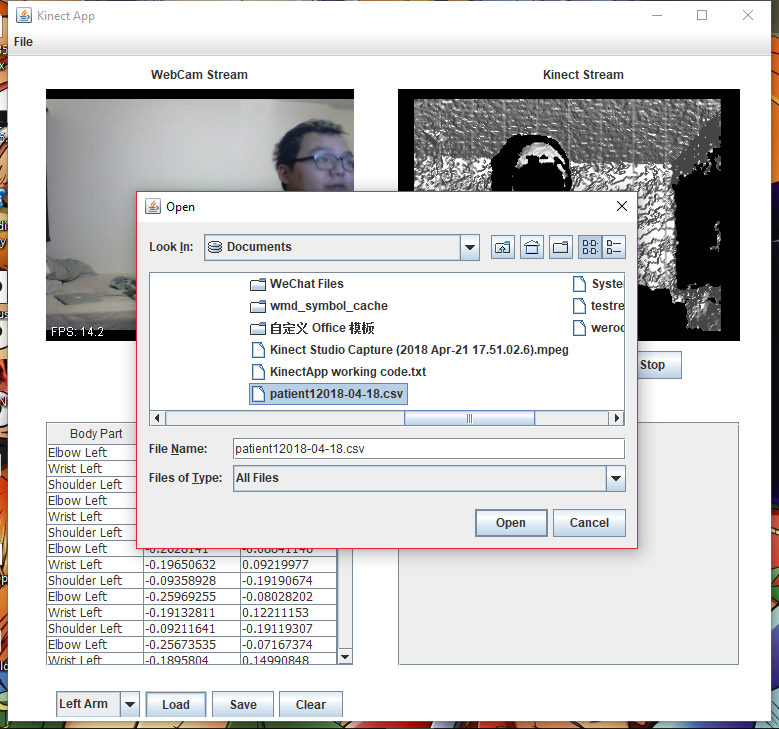 Kinect App
File
WebCam Stream
Kinect Stream
FPS: 14.2
Open
Look In: Documents
WeChat Files
wmd_symbol_cache
自定义 Office 模板
Kinect Studio Capture (2018 Apr-21 17.51.02.6).mpeg
KinectApp working code.txt
patient12018-04-18.csv
Syste
testre
weroc
File Name: patient12018-04-18.csv
Files of Type: All Files
Open Cancel
Stop
Body Part
Elbow Left
Wrist Left
Shoulder Left
Elbow Left
Wrist Left
Shoulder Left
Elbow Left -0.2628141 -0.08841146
Wrist Left -0.19650632 0.09219977
Shoulder Left -0.09358928 -0.19190674
Elbow Left -0.25969255 -0.08028202
Wrist Left -0.19132811 0.12211153
Shoulder Left -0.09211641 -0.19119307
Elbow Left -0.25673535 -0.07167374
Wrist Left -0.1895804 0.14990848
Left Arm Load Save Clear